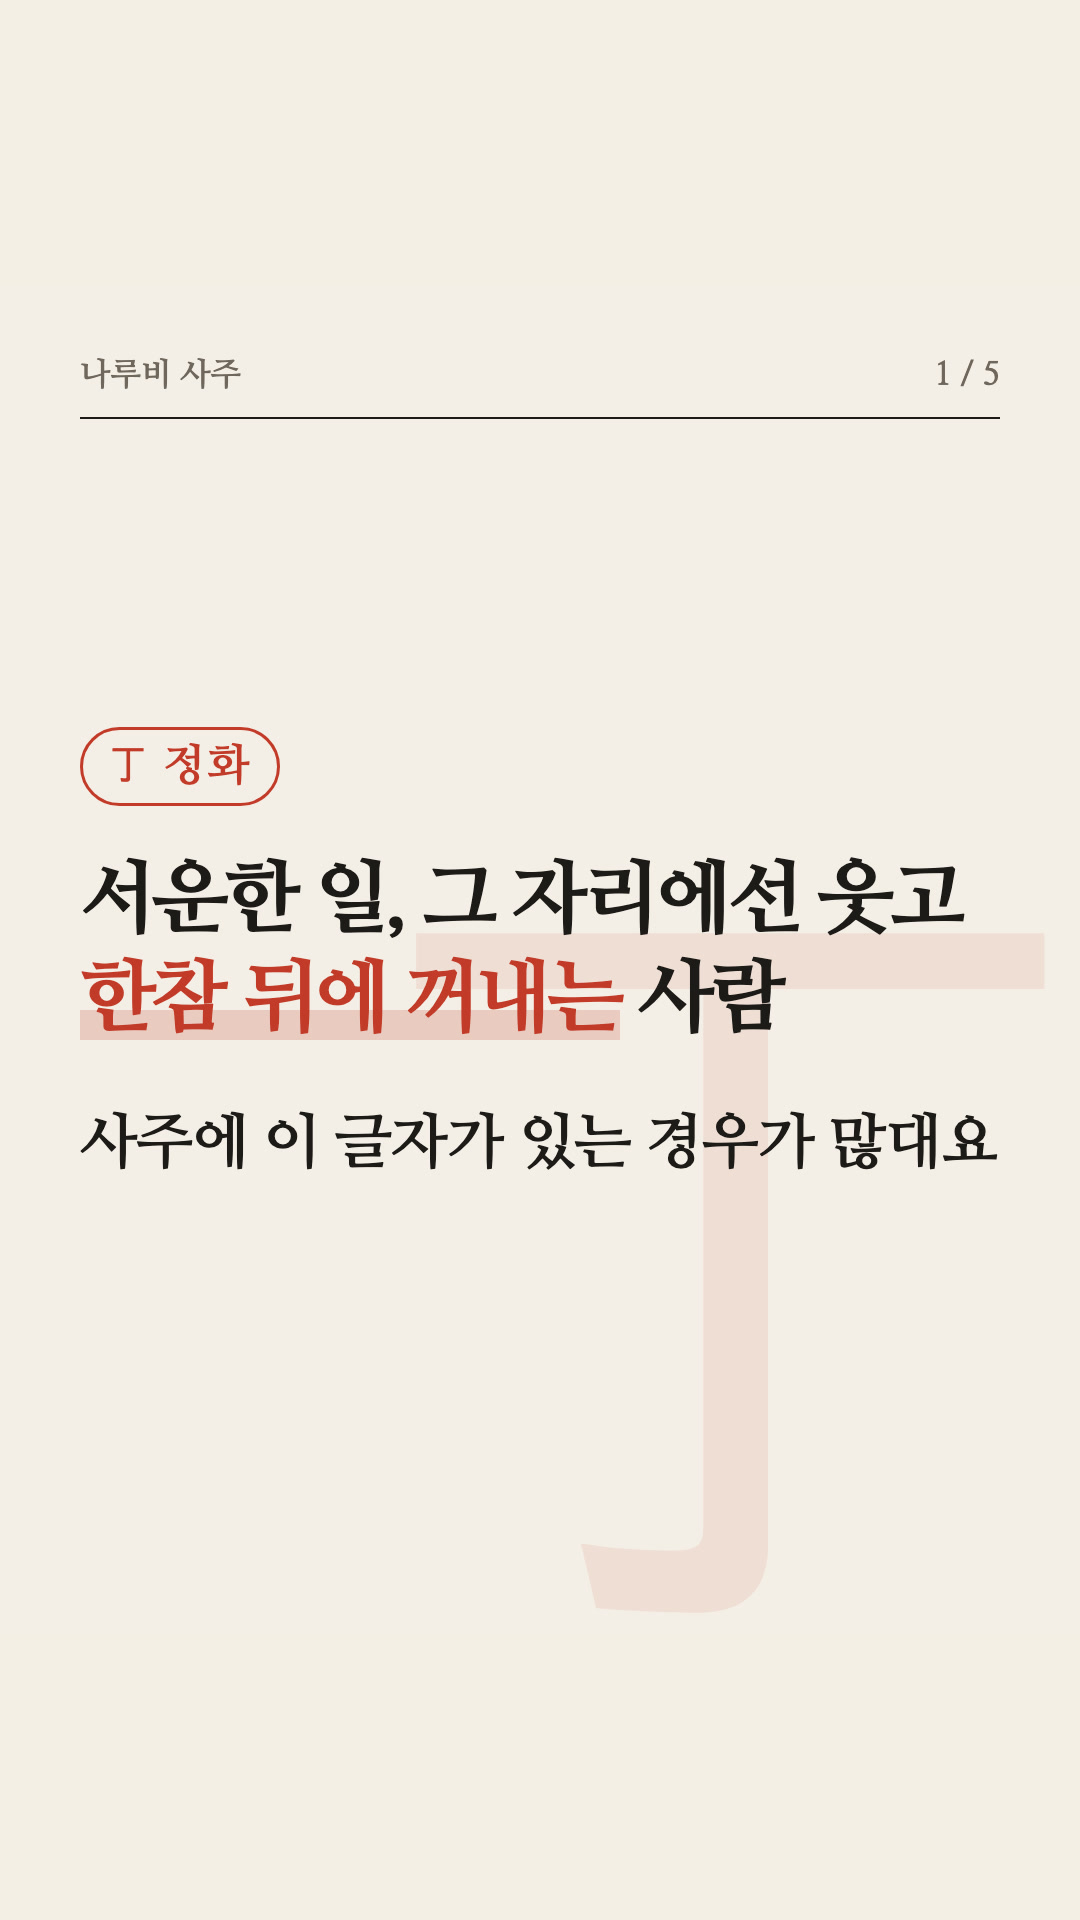 나루비 사주
1 / 5
丁 정화
서운한 일, 그 자리에선 웃고
한참 뒤에 꺼내는 사람
사주에 이 글자가 있는 경우가 많대요
丁